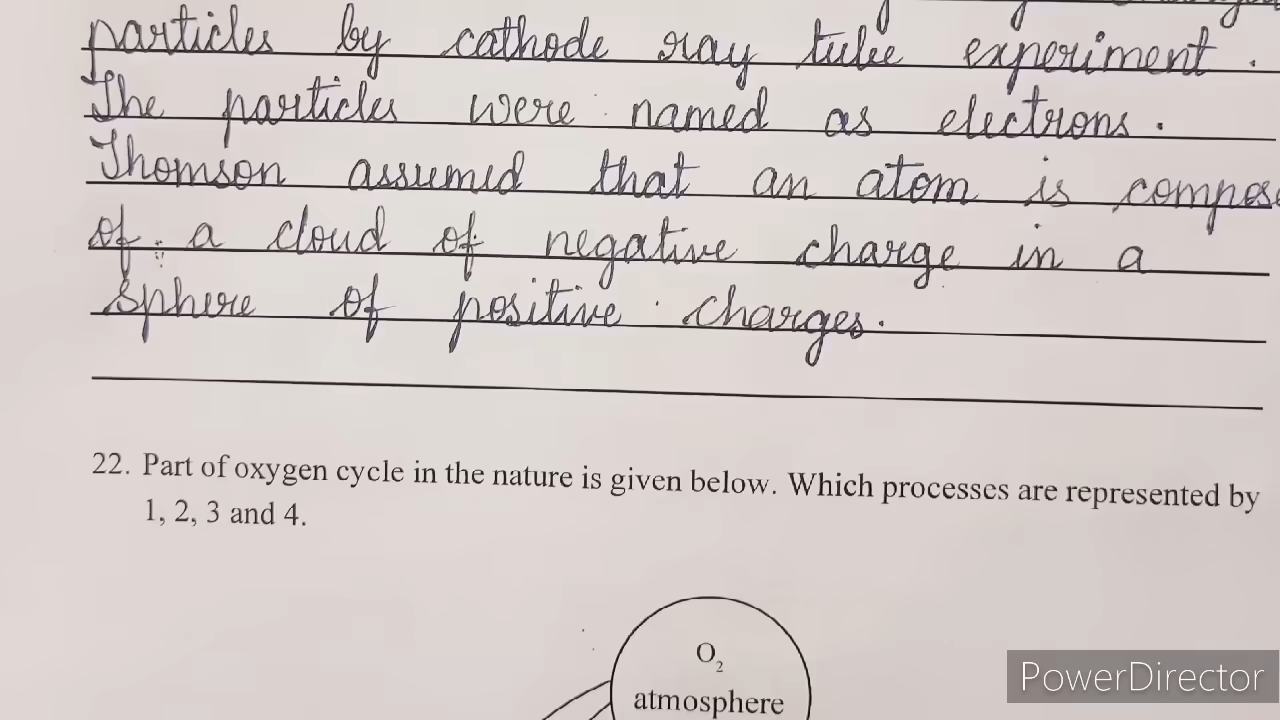 particles by cathode ray tube experiment.
The particles were named as electrons.
Thomson assumed that an atom is compose
of a cloud of negative charge in a
sphere of positive charges.
22. Part of oxygen cycle in the nature is given below. Which processes are represented by
1, 2, 3 and 4.
O₂
atmosphere
PowerDirector